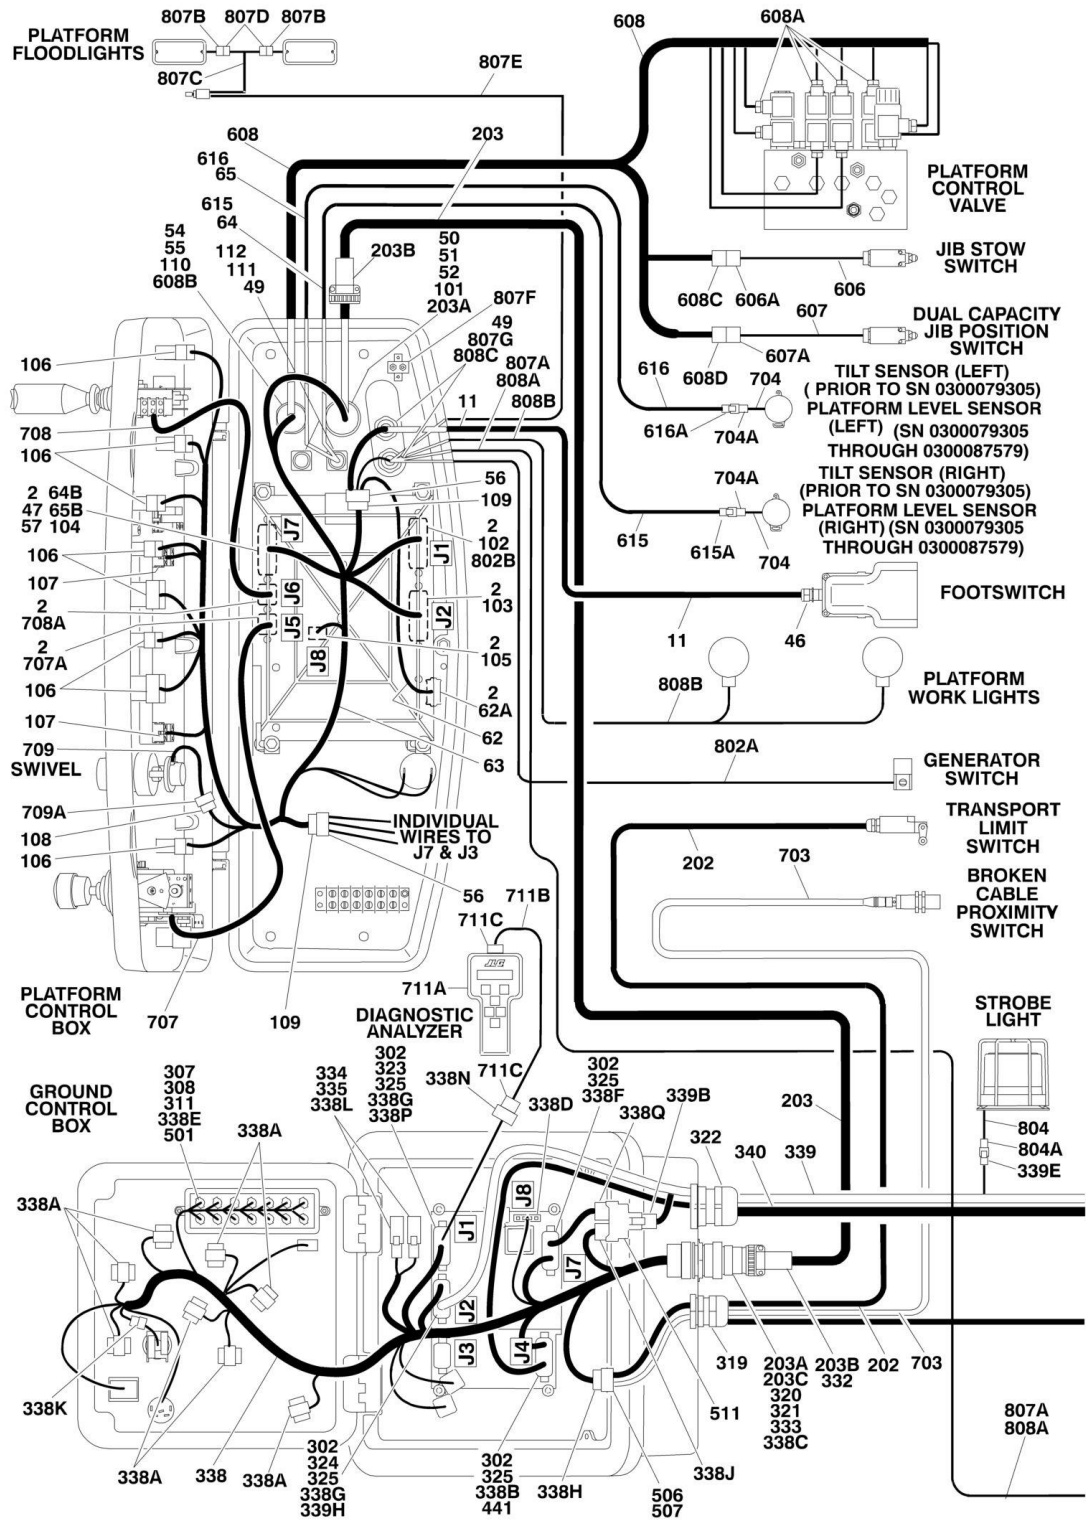 807B 807D 807B
PLATFORM
FLOODLIGHTS
807C
807E
608
608A
PLATFORM
CONTROL
VALVE
608
203
616
65
615
64
54
55
110
608B
112
111
49
203B
50
51
52
101
203A
807F
49
807G
808C
807A
808A
808B
11
JIB STOW
SWITCH
608C
606A
606
DUAL CAPACITY
JIB POSITION
SWITCH
607
607A
608D
TILT SENSOR (LEFT)
( PRIOR TO SN 0300079305)
PLATFORM LEVEL SENSOR
(LEFT) (SN 0300079305
THROUGH 0300087579)
616
704
616A
704A
TILT SENSOR (RIGHT)
(PRIOR TO SN 0300079305)
PLATFORM LEVEL SENSOR
(RIGHT) (SN 0300079305
THROUGH 0300087579)
704A
615
615A
704
106
708
106
2 64B
47 65B
57 104
106
107
2
708A
2
707A
106
107
709
SWIVEL
709A
108
106
J7
J6
J5
J8
J1
J2
56
109
2
102
802B
2
103
2
105
2
62A
62
63
FOOTSWITCH
11
46
PLATFORM
WORK LIGHTS
808B
802A
GENERATOR
SWITCH
TRANSPORT
LIMIT
SWITCH
202
703
BROKEN
CABLE
PROXIMITY
SWITCH
INDIVIDUAL
WIRES TO
J7 & J3
56
711B
711C
JLG
711A
DIAGNOSTIC
ANALYZER
PLATFORM
CONTROL
BOX
707
109
STROBE
LIGHT
804
804A
339E
GROUND
CONTROL
BOX
307
308
311
338E
501
338A
334
335
338L
302
323
325
338G
338P
338N
711C
338D
302
325
338F
338Q
339B
322
340
339
203
338A
J1
J2
J3
J8
J7
J4
338K
338A
338
338A
302
324
325
338G
339H
302
325
338B
441
338H
506
507
338J
511
319
203A
203C
320
321
333
338C
203B
332
202
703
807A
808A